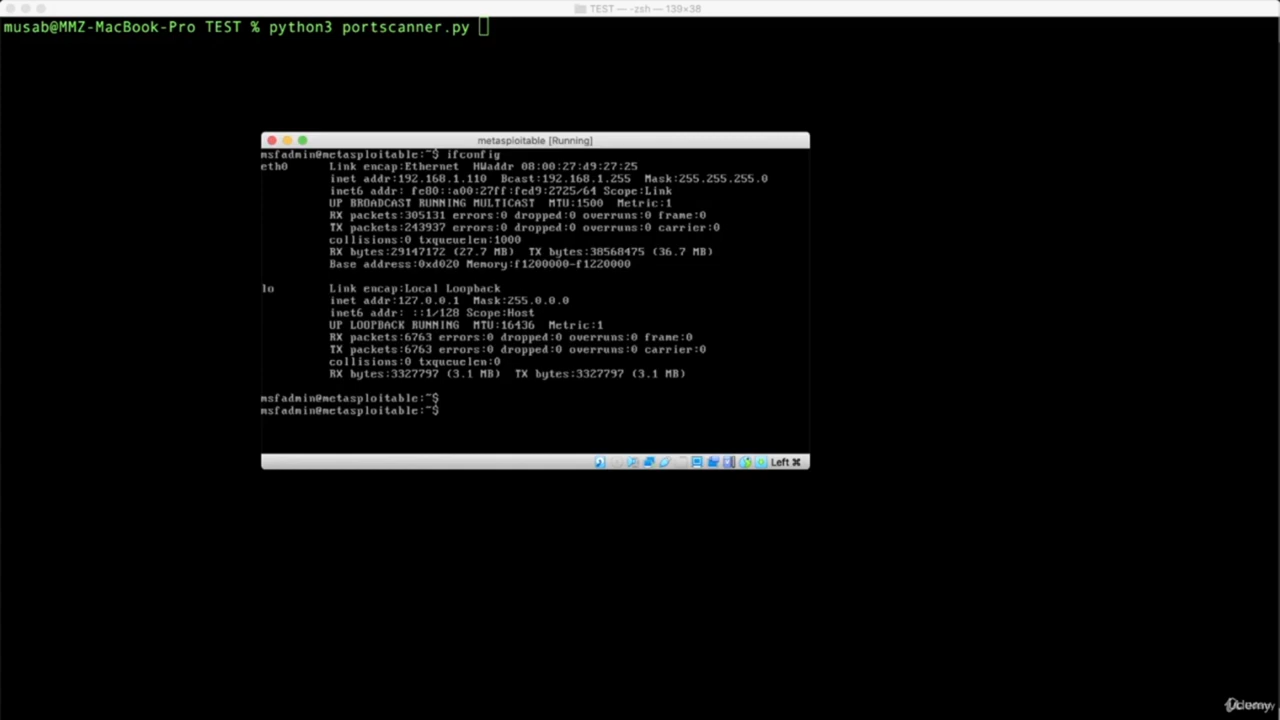 TEST — -zsh — 139×38
musab@MMZ-MacBook-Pro TEST % python3 portscanner.py
metasploitable [Running]
msfadmin@metasploitable:~$ ifconfig
eth0 Link encap:Ethernet HWaddr 08:00:27:d9:27:25
inet addr:192.168.1.110 Bcast:192.168.1.255 Mask:255.255.255.0
inet6 addr: fe80::a00:27ff:fed9:2725/64 Scope:Link
UP BROADCAST RUNNING MULTICAST MTU:1500 Metric:1
RX packets:305131 errors:0 dropped:0 overruns:0 frame:0
TX packets:243937 errors:0 dropped:0 overruns:0 carrier:0
collisions:0 txqueuelen:1000
RX bytes:29147172 (27.7 MB) TX bytes:38568475 (36.7 MB)
Base address:0xd020 Memory:f1200000-f1220000
lo Link encap:Local Loopback
inet addr:127.0.0.1 Mask:255.0.0.0
inet6 addr: ::1/128 Scope:Host
UP LOOPBACK RUNNING MTU:16436 Metric:1
RX packets:6763 errors:0 dropped:0 overruns:0 frame:0
TX packets:6763 errors:0 dropped:0 overruns:0 carrier:0
collisions:0 txqueuelen:0
RX bytes:3327797 (3.1 MB) TX bytes:3327797 (3.1 MB)
msfadmin@metasploitable:~$
msfadmin@metasploitable:~$
Left ⌘
Udemy